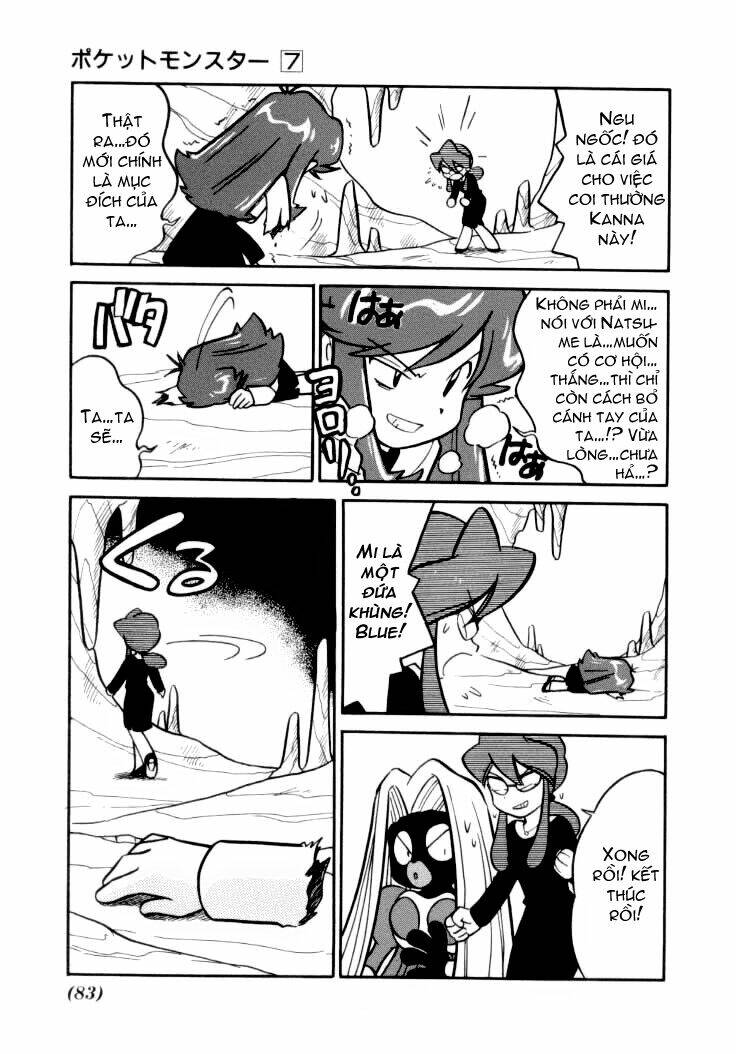 ポケットモンスター 7
NGU
NGỐC! ĐÓ
LÀ CÁI GIÁ
CHO VIỆC
COI THƯỜNG
KANNA
NÀY!
THẬT
RA...ĐÓ
MỚI CHÍNH
LÀ MỤC
ĐÍCH CỦA
TA...
KHÔNG PHẢI MI...
NÓI VỚI NATSU-
ME LÀ...MUỐN
CÓ CƠ HỘI...
THẮNG...THÌ CHỈ
CÒN CÁCH BỎ
CÁNH TAY CỦA
TA...!? VỪA
LÒNG...CHƯA
HẢ...?
はあ
はあ
ヨロッ
バタ
TA...TA
SẼ...
MI LÀ
MỘT
ĐỨA
KHÙNG!
BLUE!
くる
XONG
RỒI! KẾT
THÚC
RỒI!
(83)